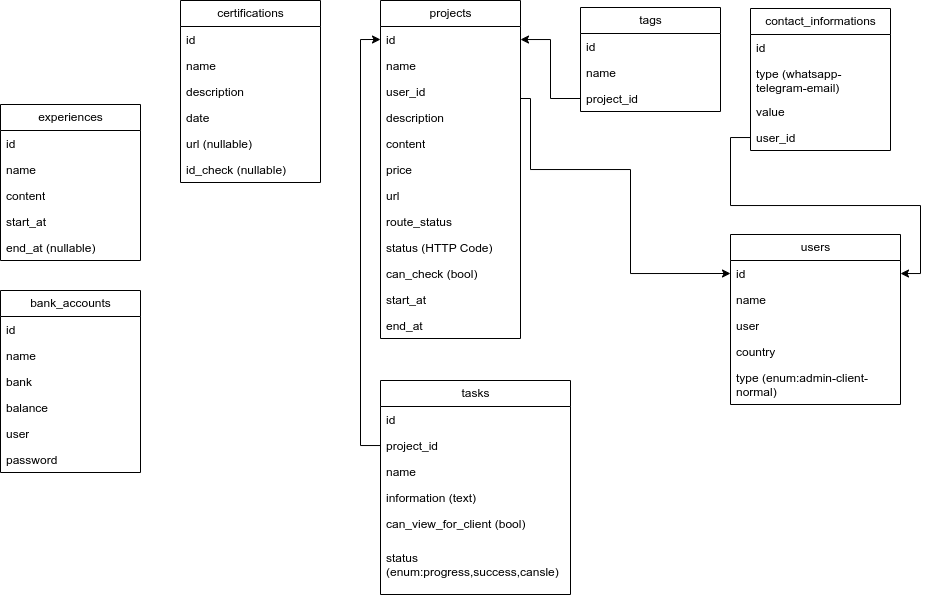 certifications
id
name
description
date
url (nullable)
id_check (nullable)
projects
id
name
user_id
description
content
price
url
route_status
status (HTTP Code)
can_check (bool)
start_at
end_at
tags
id
name
project_id
contact_informations
id
type (whatsapp-
telegram-email)
value
user_id
experiences
id
name
content
start_at
end_at (nullable)
users
id
name
user
country
type (enum:admin-client-
normal)
bank_accounts
id
name
bank
balance
user
password
tasks
id
project_id
name
information (text)
can_view_for_client (bool)
status
(enum:progress,success,cansle)